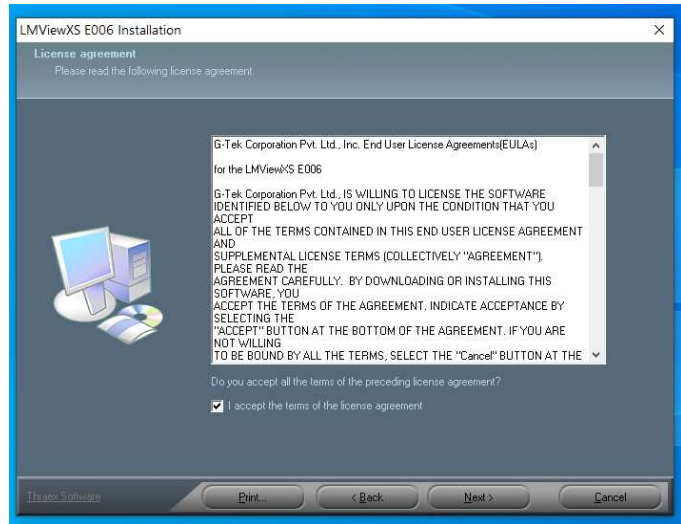 LMViewXS E006 Installation
License agreement
Please read the following license agreement.
G-Tek Corporation Pvt. Ltd., Inc. End User License Agreements(EULAs)
for the LMViewXS E006
G-Tek Corporation Pvt. Ltd., IS WILLING TO LICENSE THE SOFTWARE
IDENTIFIED BELOW TO YOU ONLY UPON THE CONDITION THAT YOU
ACCEPT
ALL OF THE TERMS CONTAINED IN THIS END USER LICENSE AGREEMENT
AND
SUPPLEMENTAL LICENSE TERMS (COLLECTIVELY "AGREEMENT").
PLEASE READ THE
AGREEMENT CAREFULLY. BY DOWNLOADING OR INSTALLING THIS
SOFTWARE, YOU
ACCEPT THE TERMS OF THE AGREEMENT. INDICATE ACCEPTANCE BY
SELECTING THE
"ACCEPT" BUTTON AT THE BOTTOM OF THE AGREEMENT. IF YOU ARE
NOT WILLING
TO BE BOUND BY ALL THE TERMS, SELECT THE "Cancel" BUTTON AT THE
Do you accept all the terms of the preceding license agreement?
I accept the terms of the license agreement
Thraex Software
Print...
< Back
Next >
Cancel